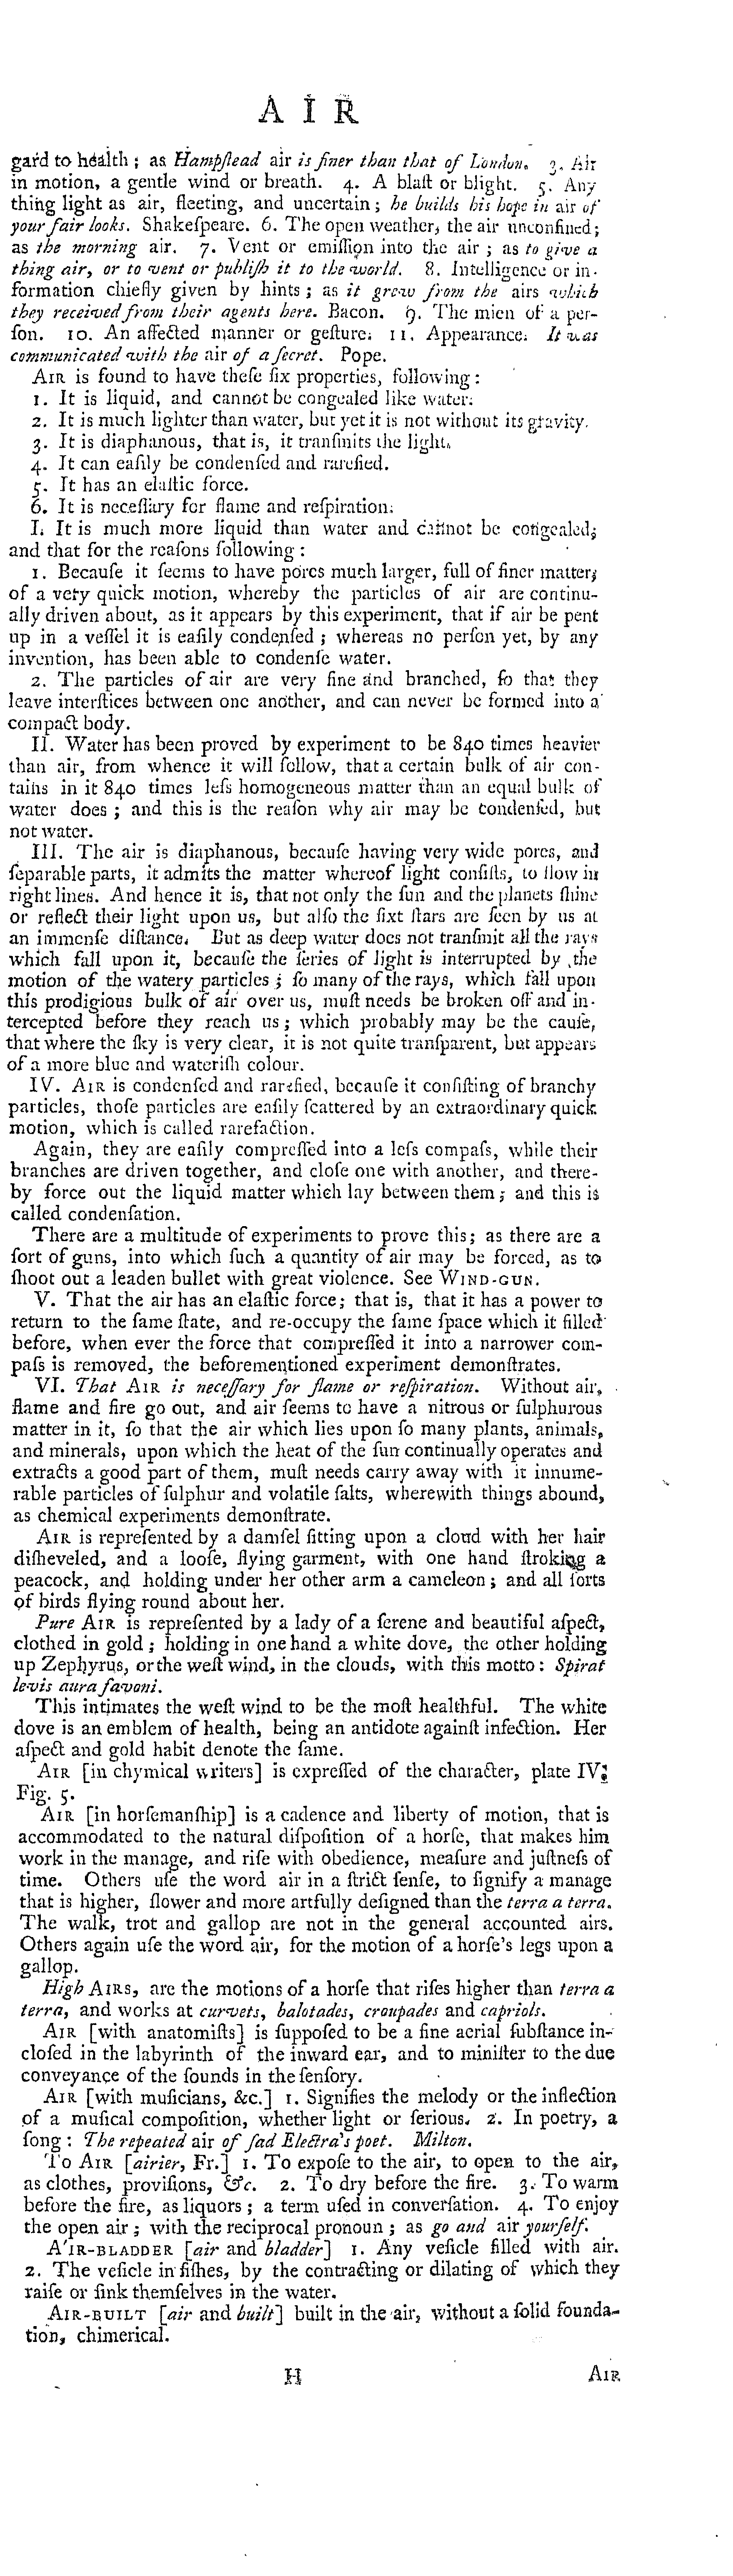 A I R
gard to health ; as Hampſtead air is finer than that of London. 3. Air
in motion, a gentle wind or breath. 4. A blaſt or blight. 5. Any
thing light as air, fleeting, and uncertain ; he builds his hope in air of
your fair looks. Shakeſpeare. 6. The open weather, the air unconfined ;
as the morning air. 7. Vent or emiſſion into the air ; as to give a
thing air, or to vent or publiſh it to the world. 8. Intelligence or in-
formation chiefly given by hints ; as it grew from the airs which
they received from their agents here. Bacon. 9. The mien of a per-
ſon. 10. An affected manner or geſture. 11. Appearance. It was
communicated with the air of a ſecret. Pope.
AIR is found to have theſe ſix properties, following :
1. It is liquid, and cannot be congealed like water.
2. It is much lighter than water, but yet it is not without its gravity.
3. It is diaphanous, that is, it tranſmits the light.
4. It can eaſily be condenſed and rarefied.
5. It has an elaſtic force.
6. It is neceſſary for flame and reſpiration.
I. It is much more liquid than water and cannot be congealed ;
and that for the reaſons following :
1. Becauſe it ſeems to have pores much larger, full of finer matter ;
of a very quick motion, whereby the particles of air are continu-
ally driven about, as it appears by this experiment, that if air be pent
up in a veſſel it is eaſily condenſed ; whereas no perſon yet, by any
invention, has been able to condenſe water.
2. The particles of air are very fine and branched, ſo that they
leave interſtices between one another, and can never be formed into a
compact body.
II. Water has been proved by experiment to be 840 times heavier
than air, from whence it will follow, that a certain bulk of air con-
tains in it 840 times leſs homogeneous matter than an equal bulk of
water does ; and this is the reaſon why air may be condenſed, but
not water.
III. The air is diaphanous, becauſe having very wide pores, and
ſeparable parts, it admits the matter whereof light conſiſts, to flow in
right lines. And hence it is, that not only the ſun and the planets ſhine
or reflect their light upon us, but alſo the fixt ſtars are ſeen by us at
an immenſe diſtance. But as deep water does not tranſmit all the rays
which fall upon it, becauſe the ſeries of light is interrupted by the
motion of the watery particles ; ſo many of the rays, which fall upon
this prodigious bulk of air over us, muſt needs be broken off and in-
tercepted before they reach us ; which probably may be the cauſe,
that where the ſky is very clear, it is not quite tranſparent, but appears
of a more blue and wateriſh colour.
IV. AIR is condenſed and rarefied, becauſe it conſiſting of branchy
particles, thoſe particles are eaſily ſcattered by an extraordinary quick
motion, which is called rarefaction.
Again, they are eaſily compreſſed into a leſs compaſs, while their
branches are driven together, and cloſe one with another, and there-
by force out the liquid matter which lay between them ; and this is
called condenſation.
There are a multitude of experiments to prove this ; as there are a
ſort of guns, into which ſuch a quantity of air may be forced, as to
ſhoot out a leaden bullet with great violence. See WIND-GUN.
V. That the air has an elaſtic force ; that is, that it has a power to
return to the ſame ſtate, and re-occupy the ſame ſpace which it filled
before, when ever the force that compreſſed it into a narrower com-
paſs is removed, the beforementioned experiment demonſtrates.
VI. That AIR is neceſſary for flame or reſpiration. Without air,
flame and fire go out, and air ſeems to have a nitrous or ſulphurous
matter in it, ſo that the air which lies upon ſo many plants, animals,
and minerals, upon which the heat of the ſun continually operates and
extracts a good part of them, muſt needs carry away with it innume-
rable particles of ſulphur and volatile ſalts, wherewith things abound,
as chemical experiments demonſtrate.
AIR is repreſented by a damſel ſitting upon a cloud with her hair
diſheveled, and a looſe, flying garment, with one hand ſtroking a
peacock, and holding under her other arm a cameleon ; and all ſorts
of birds flying round about her.
Pure AIR is repreſented by a lady of a ſerene and beautiful aſpect,
clothed in gold ; holding in one hand a white dove, the other holding
up Zephyrus, or the weſt wind, in the clouds, with this motto : Spirat
levis aura favoni.
This intimates the weſt wind to be the moſt healthful. The white
dove is an emblem of health, being an antidote againſt infection. Her
aſpect and gold habit denote the ſame.
AIR [in chymical writers] is expreſſed of the character, plate IV.
Fig. 5.
AIR [in horſemanſhip] is a cadence and liberty of motion, that is
accommodated to the natural diſpoſition of a horſe, that makes him
work in the manage, and riſe with obedience, meaſure and juſtneſs of
time. Others uſe the word air in a ſtrict ſenſe, to ſignify a manage
that is higher, ſlower and more artfully deſigned than the terra a terra.
The walk, trot and gallop are not in the general accounted airs.
Others again uſe the word air, for the motion of a horſe's legs upon a
gallop.
High AIRS, are the motions of a horſe that riſes higher than terra a
terra, and works at curvets, balotades, croupades and capriols.
AIR [with anatomiſts] is ſuppoſed to be a fine aerial ſubſtance in-
cloſed in the labyrinth of the inward ear, and to miniſter to the due
conveyance of the ſounds in the ſenſory.
AIR [with muſicians, &c.] 1. Signifies the melody or the inflection
of a muſical compoſition, whether light or ſerious. 2. In poetry, a
ſong : The repeated air of ſad Electra's poet. Milton.
To AIR [airier, Fr.] 1. To expoſe to the air, to open to the air,
as clothes, proviſions, &c. 2. To dry before the fire. 3. To warm
before the fire, as liquors ; a term uſed in converſation. 4. To enjoy
the open air ; with the reciprocal pronoun ; as go and air yourſelf.
A'IR-BLADDER [air and bladder] 1. Any veſicle filled with air.
2. The veſicle in fiſhes, by the contracting or dilating of which they
raiſe or ſink themſelves in the water.
AIR-BUILT [air and built] built in the air, without a ſolid founda-
tion, chimerical.
H AIR